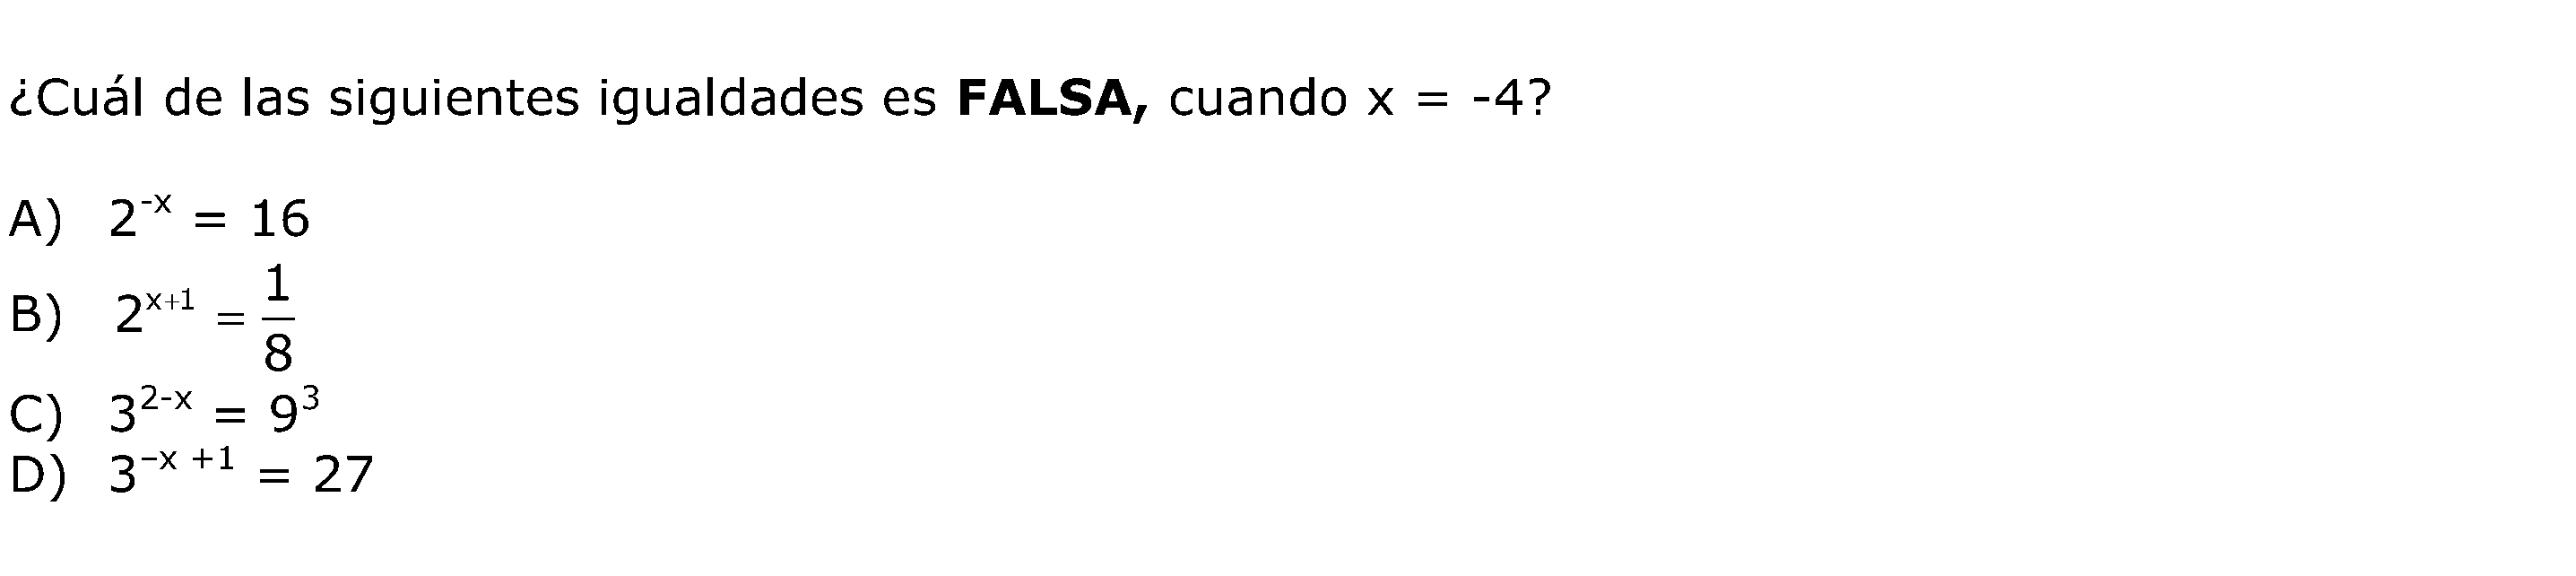 ¿Cuál de las siguientes igualdades es FALSA, cuando x = -4?
A) 2^{-x} = 16
B) 2^{x+1} = \frac{1}{8}
C) 3^{2-x} = 9^{3}
D) 3^{-x +1} = 27